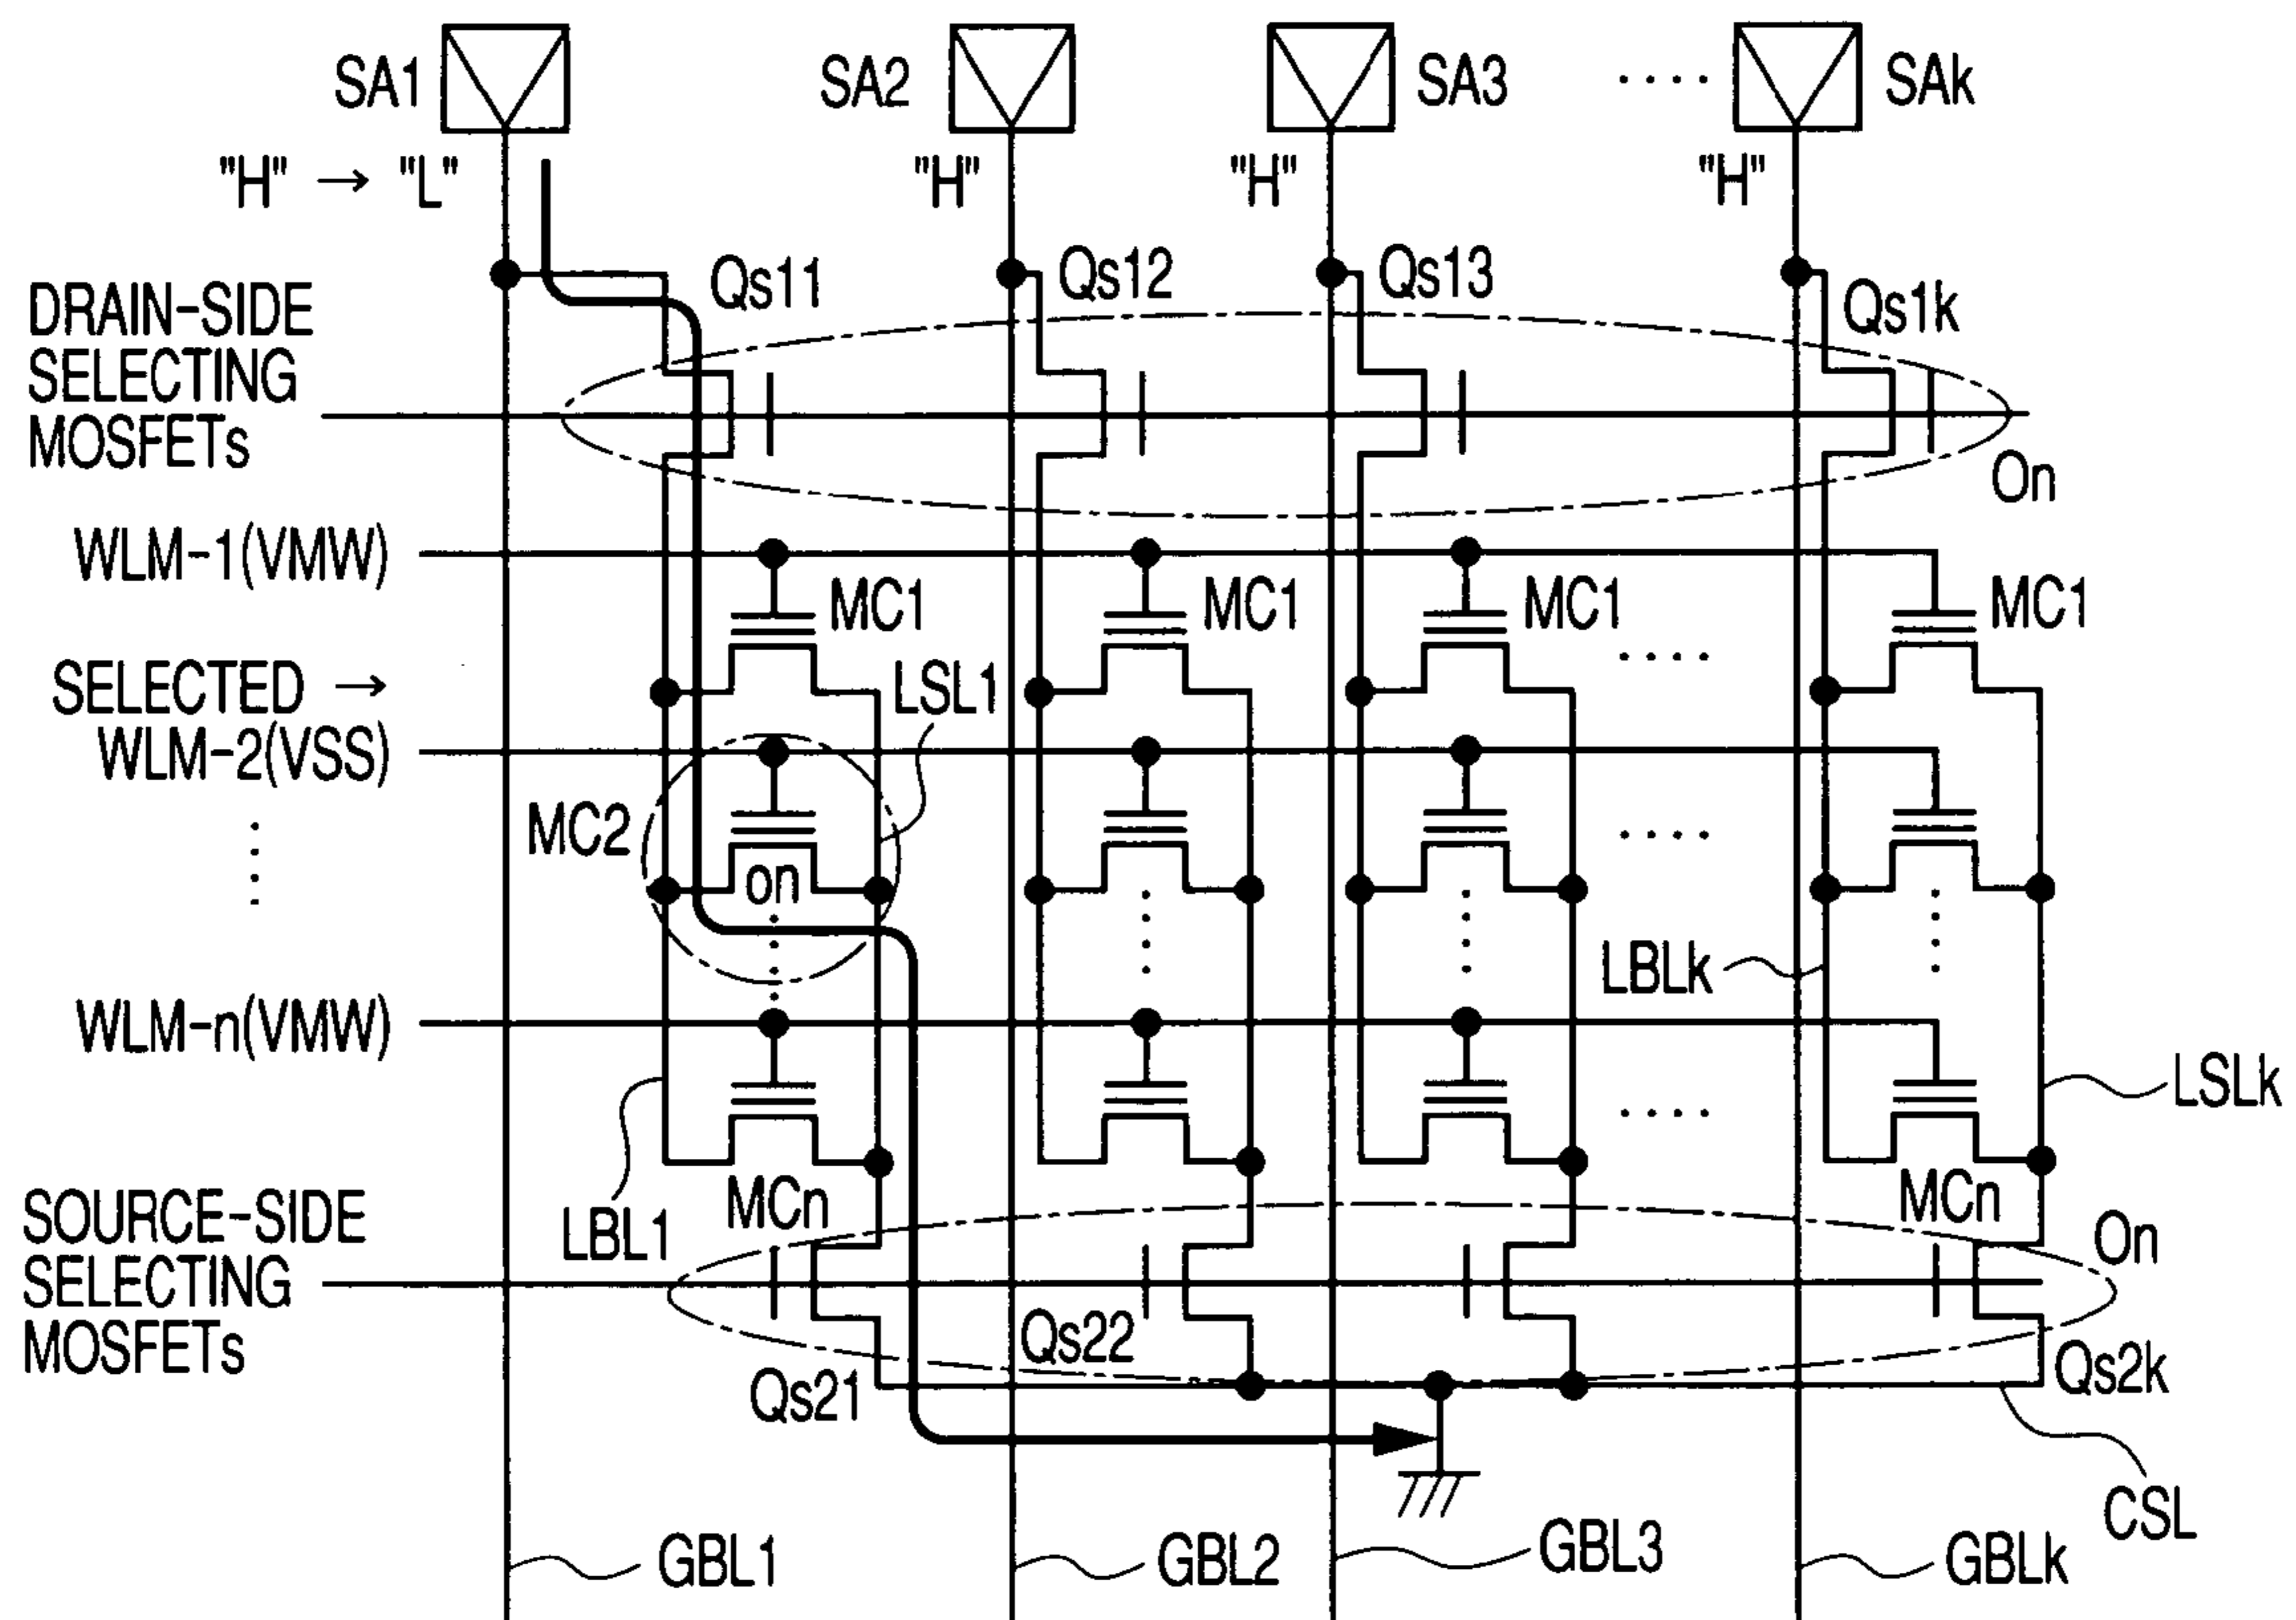 SA1
SA2
SA3
....
SAk
"H" → "L"
"H"
"H"
"H"
Qs11
Qs12
Qs13
Qs1k
DRAIN-SIDE
SELECTING
MOSFETs
On
WLM-1(VMW)
MC1
MC1
MC1
MC1
....
SELECTED →
LSL1
WLM-2(VSS)
MC2
on
....
LBLk
WLM-n(VMW)
LSLk
....
MCn
MCn
SOURCE-SIDE
SELECTING
MOSFETs
LBL1
On
Qs22
Qs21
Qs2k
CSL
GBL1
GBL2
GBL3
GBLk